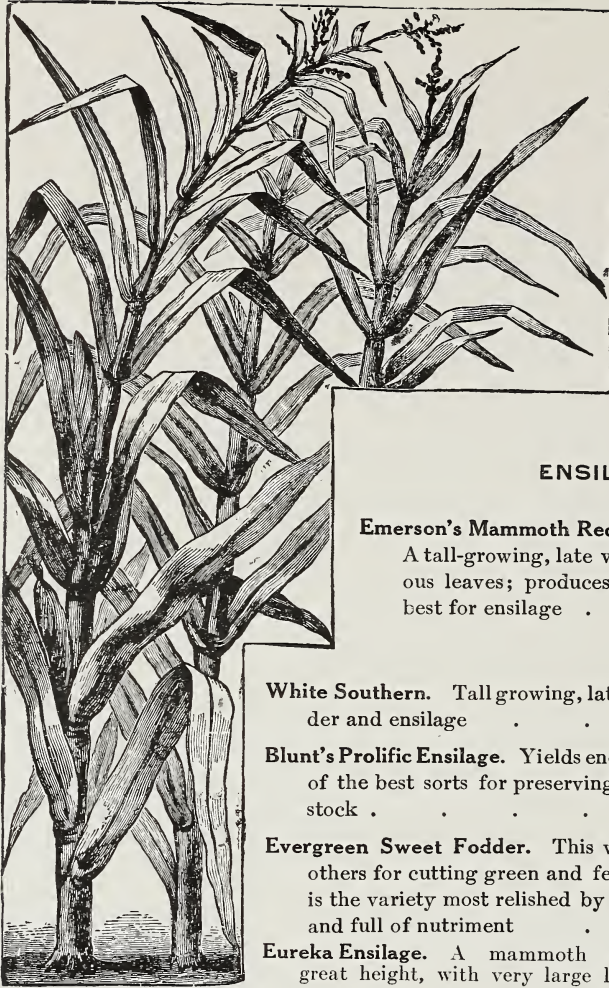 ENSIL
Emerson's Mammoth Red
A tall-growing, late v
ous leaves; produces
best for ensilage .
White Southern. Tall growing, lat
der and ensilage . .
Blunt's Prolific Ensilage. Yields en
of the best sorts for preserving
stock . . . .
Evergreen Sweet Fodder. This v
others for cutting green and fe
is the variety most relished by
and full of nutriment .
Eureka Ensilage. A mammoth
great height, with very large l